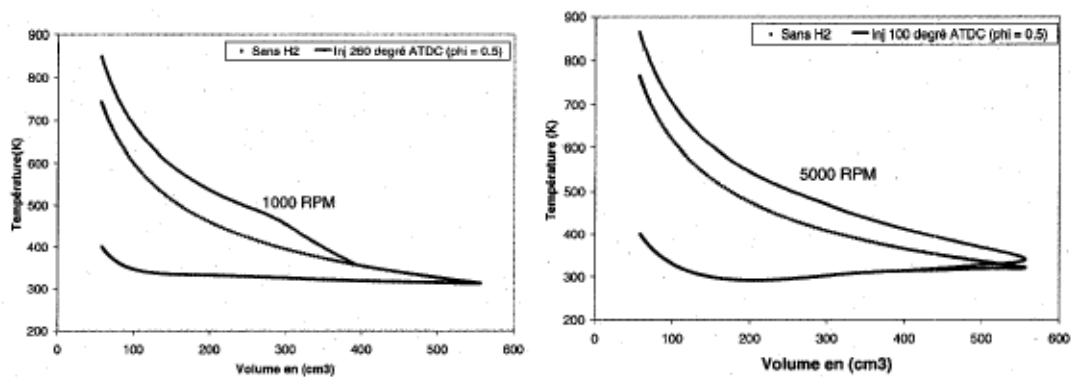 900
800
700
600
500
400
300
200
Température(K)
• Sans H2 — Inj 260 degré ATDC (phi = 0.5)
1000 RPM
0 100 200 300 400 500 600
Volume en (cm3)
900
800
700
600
500
400
300
200
Température (K)
• Sans H2 — Inj 100 degré ATDC (phi = 0.5)
5000 RPM
0 100 200 300 400 500 600
Volume en (cm3)